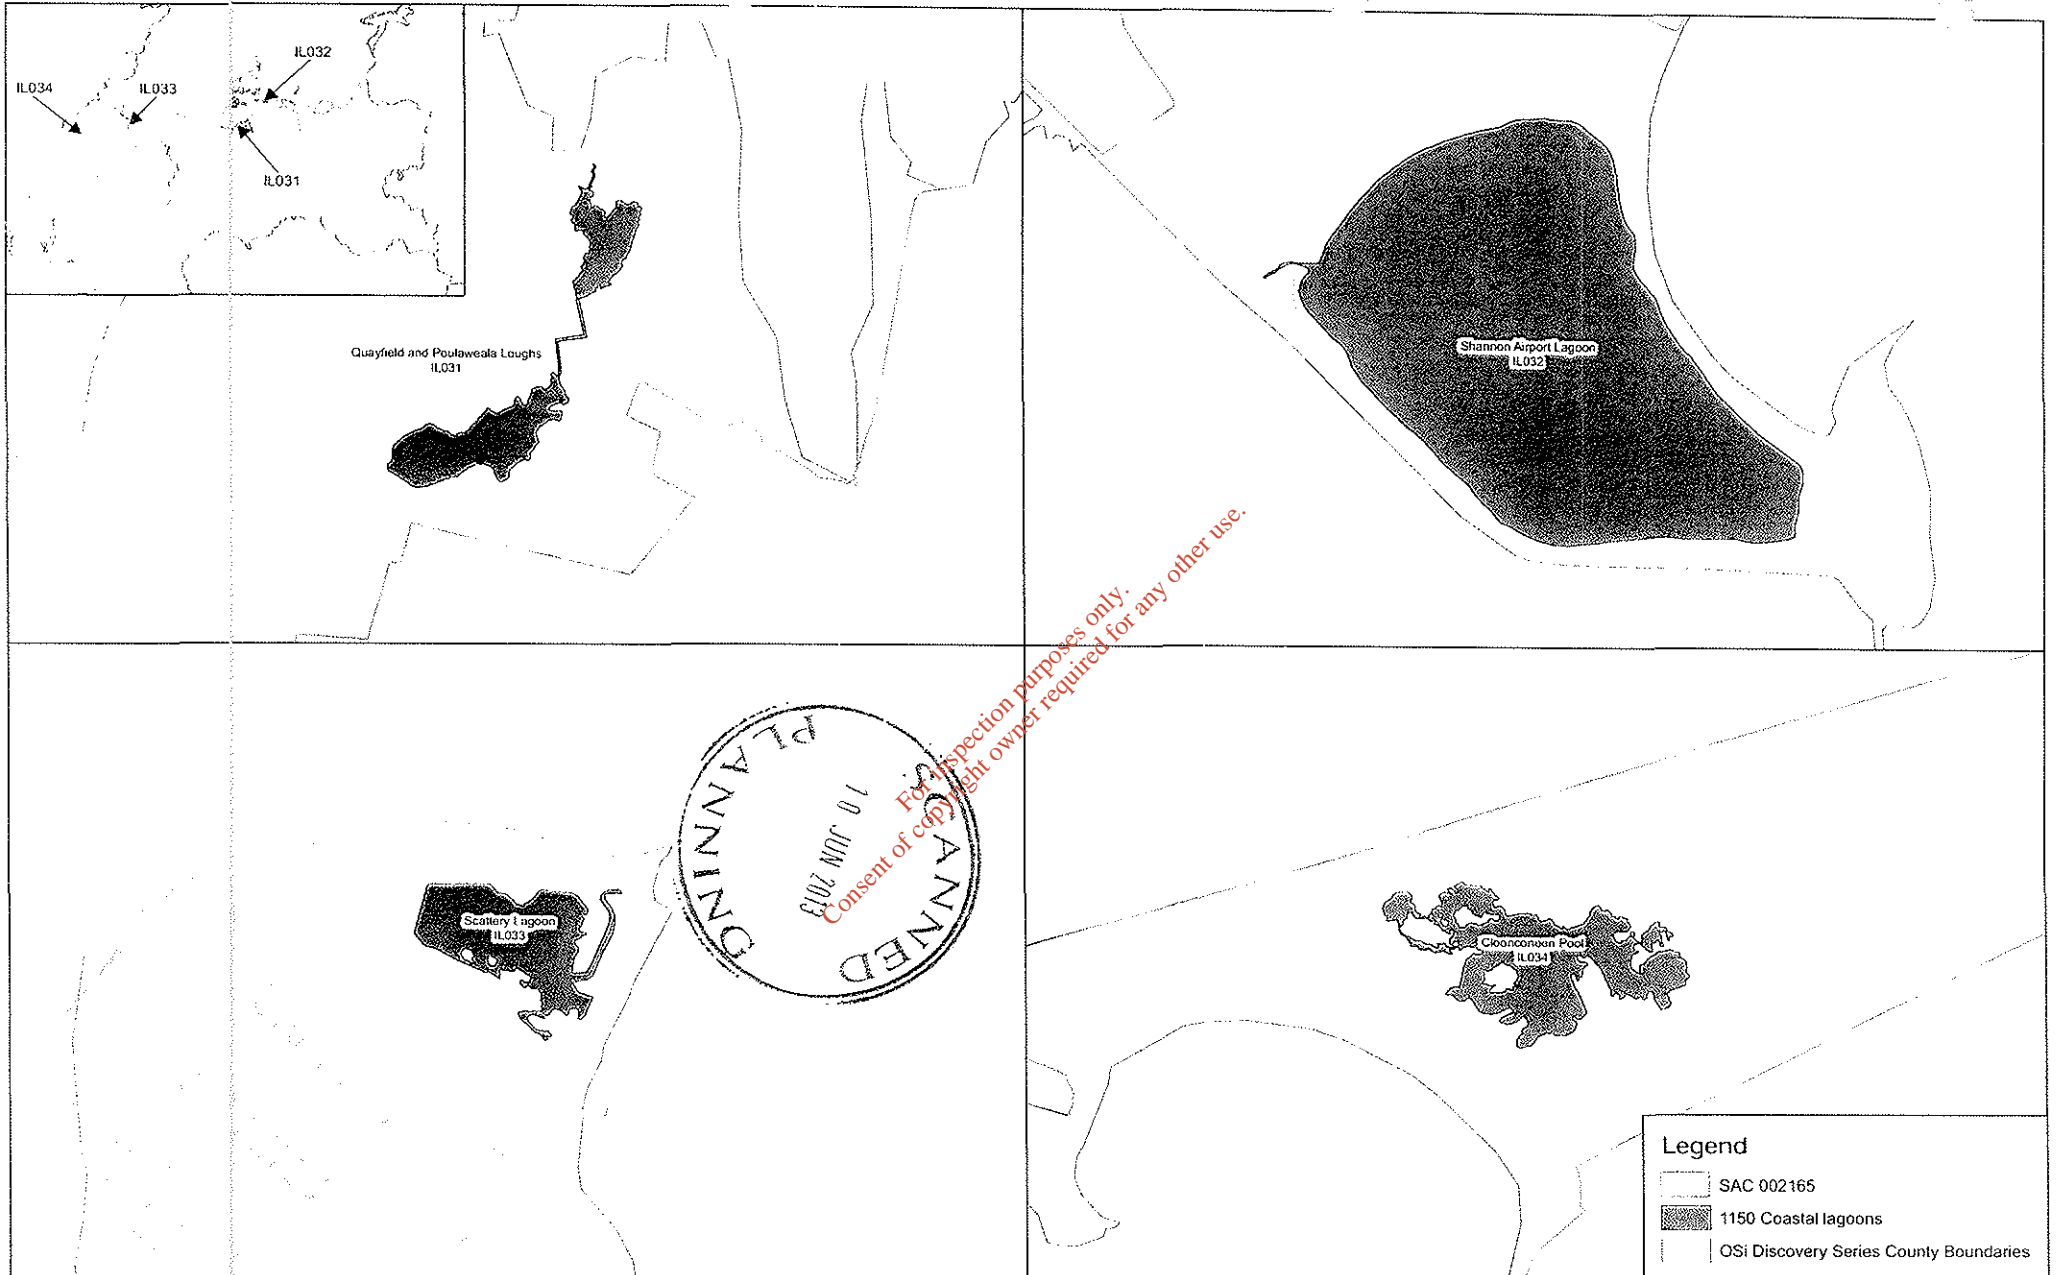 IL034
IL033
IL032
IL031
Quayfield and Poulaweala Loughs
IL031
Shannon Airport Lagoon
IL032
Scattery Lagoon
IL033
Cloonconeen Pool
IL034
PLANNING
SCANNED
10 JUN 2013
For inspection purposes only.
Consent of copyright owner required for any other use.
Legend
SAC 002165
1150 Coastal lagoons
OSi Discovery Series County Boundaries